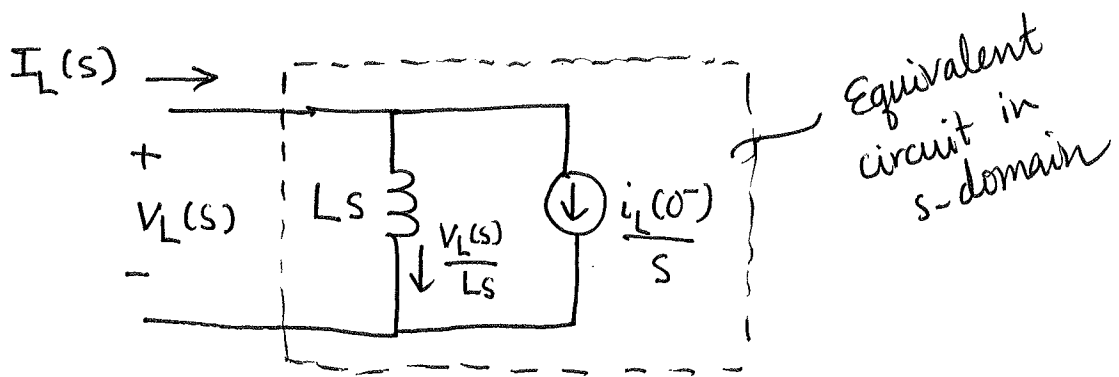 I_L(s) →
+
V_L(s)
-
Ls
V_L(s)
Ls
i_L(0⁻)
s
Equivalent
circuit in
s-domain